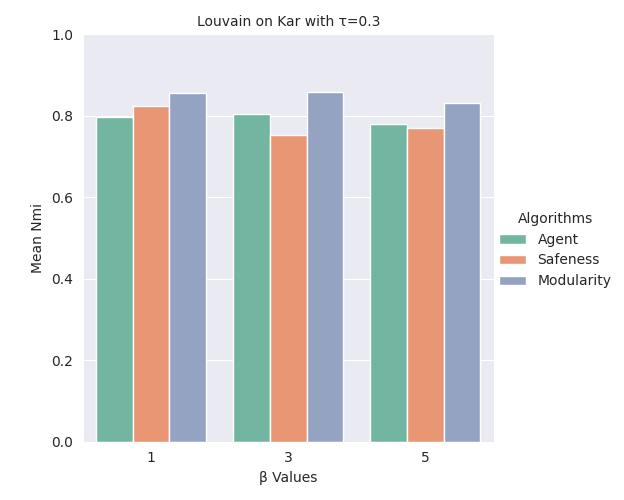 Louvain on Kar with τ=0.3
1.0
0.8
0.6
0.4
0.2
0.0
Mean Nmi
1
3
5
β Values
Algorithms
Agent
Safeness
Modularity